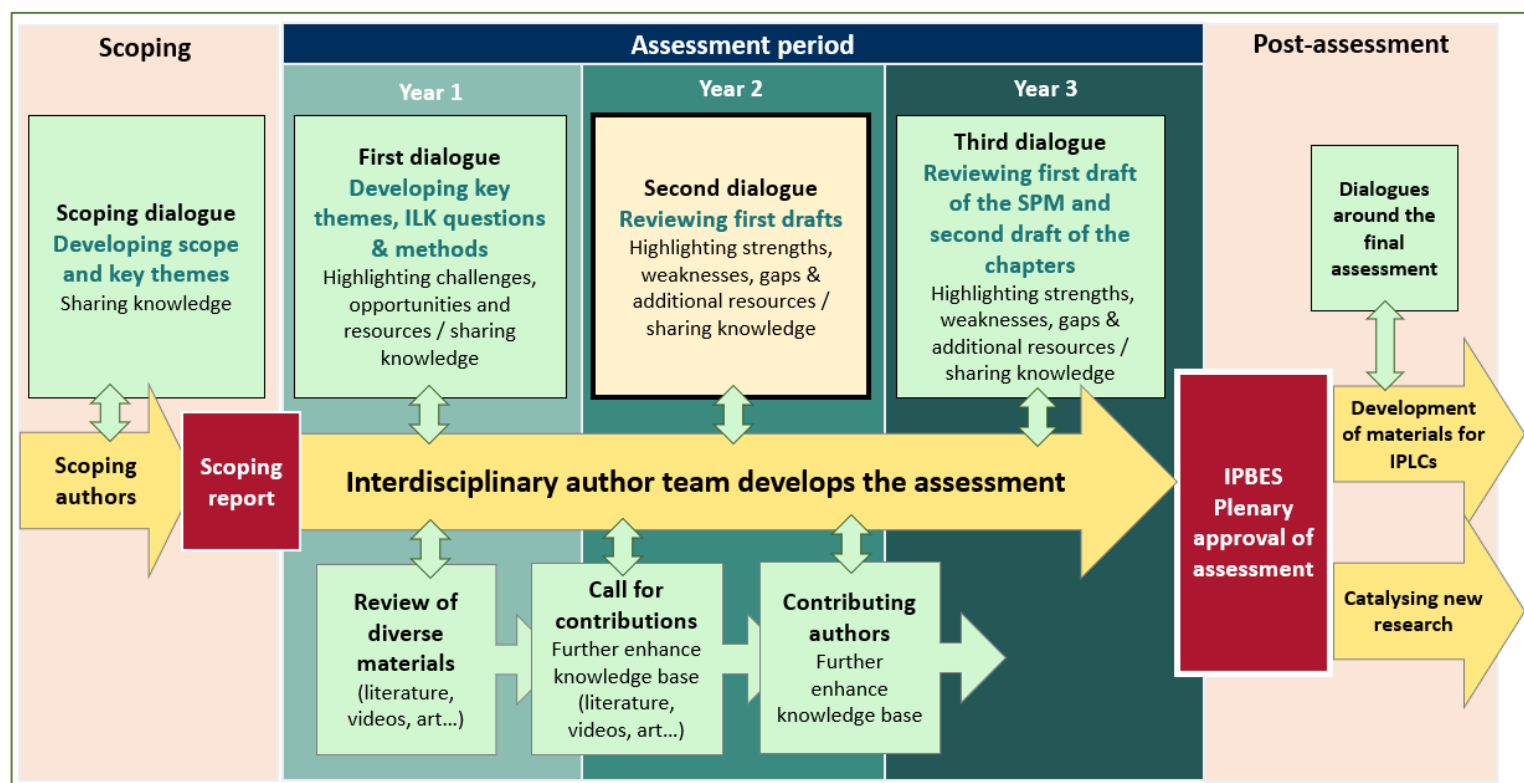 Scoping
Assessment period
Post-assessment
Year 1
Year 2
Year 3
Scoping dialogue
Developing scope
and key themes
Sharing knowledge
First dialogue
Developing key
themes, ILK questions
& methods
Highlighting challenges,
opportunities and
resources / sharing
knowledge
Second dialogue
Reviewing first drafts
Highlighting strengths,
weaknesses, gaps &
additional resources /
sharing knowledge
Third dialogue
Reviewing first draft
of the SPM and
second draft of the
chapters
Highlighting strengths,
weaknesses, gaps &
additional resources /
sharing knowledge
Dialogues
around the
final
assessment
Scoping
authors
Scoping
report
Interdisciplinary author team develops the assessment
IPBES
Plenary
approval of
assessment
Development
of materials for
IPLCs
Catalysing new
research
Review of
diverse
materials
(literature,
videos, art...)
Call for
contributions
Further enhance
knowledge base
(literature,
videos, art...)
Contributing
authors
Further
enhance
knowledge base